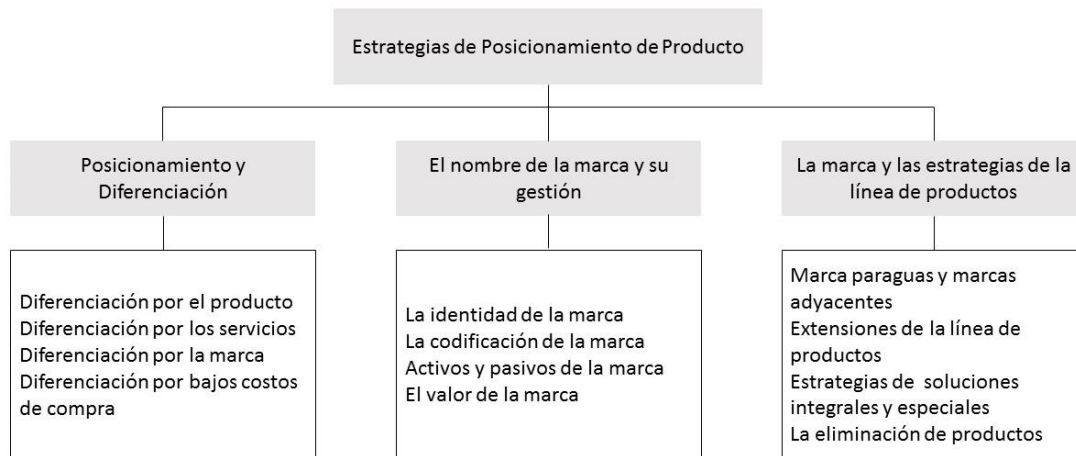 Estrategias de Posicionamiento de Producto
Posicionamiento y
Diferenciación
El nombre de la marca y su
gestión
La marca y las estrategias de la
línea de productos
Diferenciación por el producto
Diferenciación por los servicios
Diferenciación por la marca
Diferenciación por bajos costos
de compra
La identidad de la marca
La codificación de la marca
Activos y pasivos de la marca
El valor de la marca
Marca paraguas y marcas
adyacentes
Extensiones de la línea de
productos
Estrategias de soluciones
integrales y especiales
La eliminación de productos